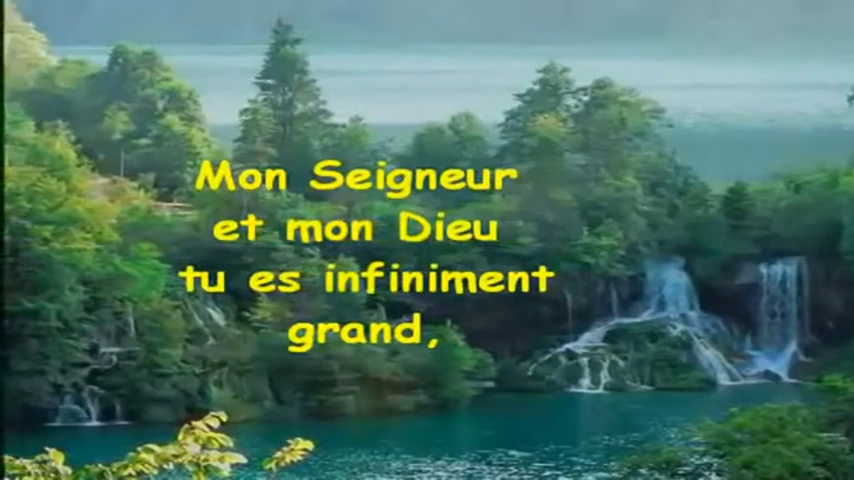 Mon Seigneur
et mon Dieu
tu es infiniment
grand,